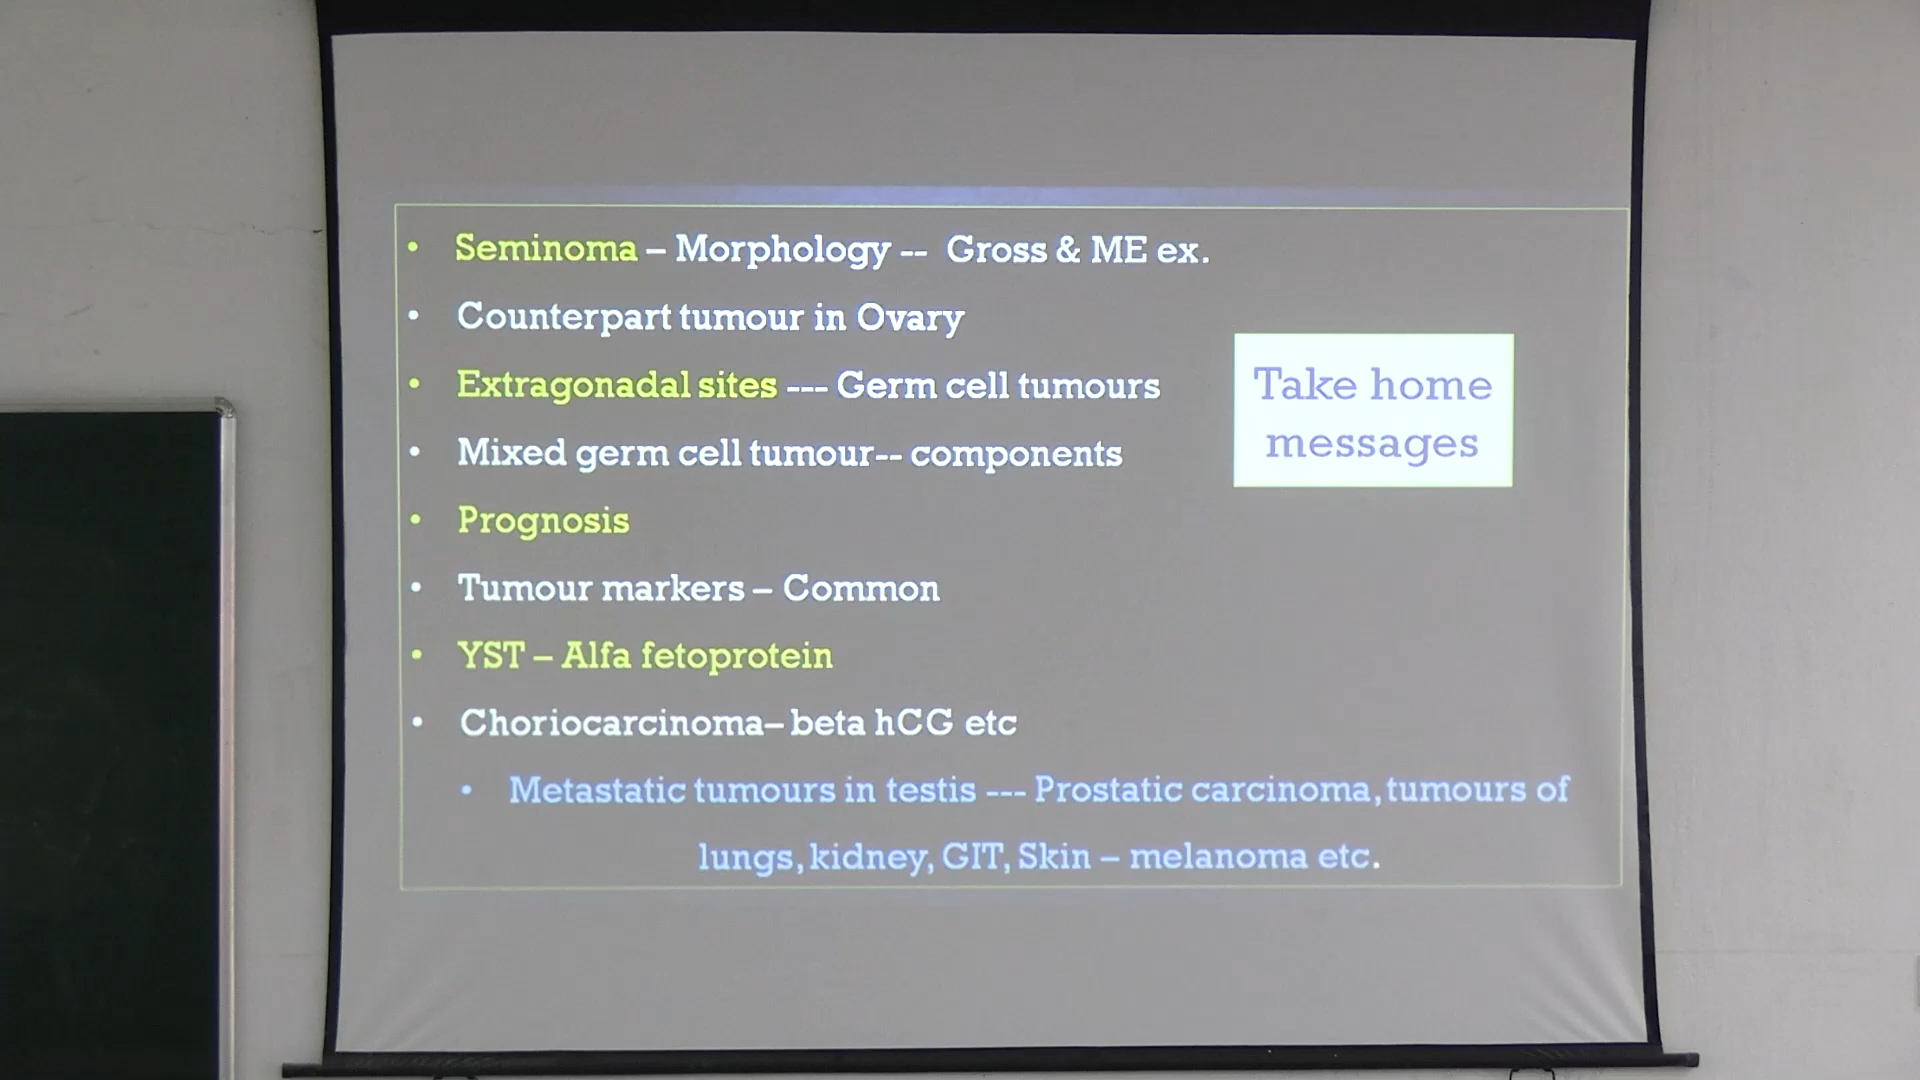 • Seminoma – Morphology -- Gross & ME ex.
• Counterpart tumour in Ovary
• Extragonadal sites --- Germ cell tumours
• Mixed germ cell tumour-- components
• Prognosis
• Tumour markers – Common
• YST – Alfa fetoprotein
• Choriocarcinoma– beta hCG etc
• Metastatic tumours in testis --- Prostatic carcinoma, tumours of
lungs, kidney, GIT, Skin – melanoma etc.
Take home
messages